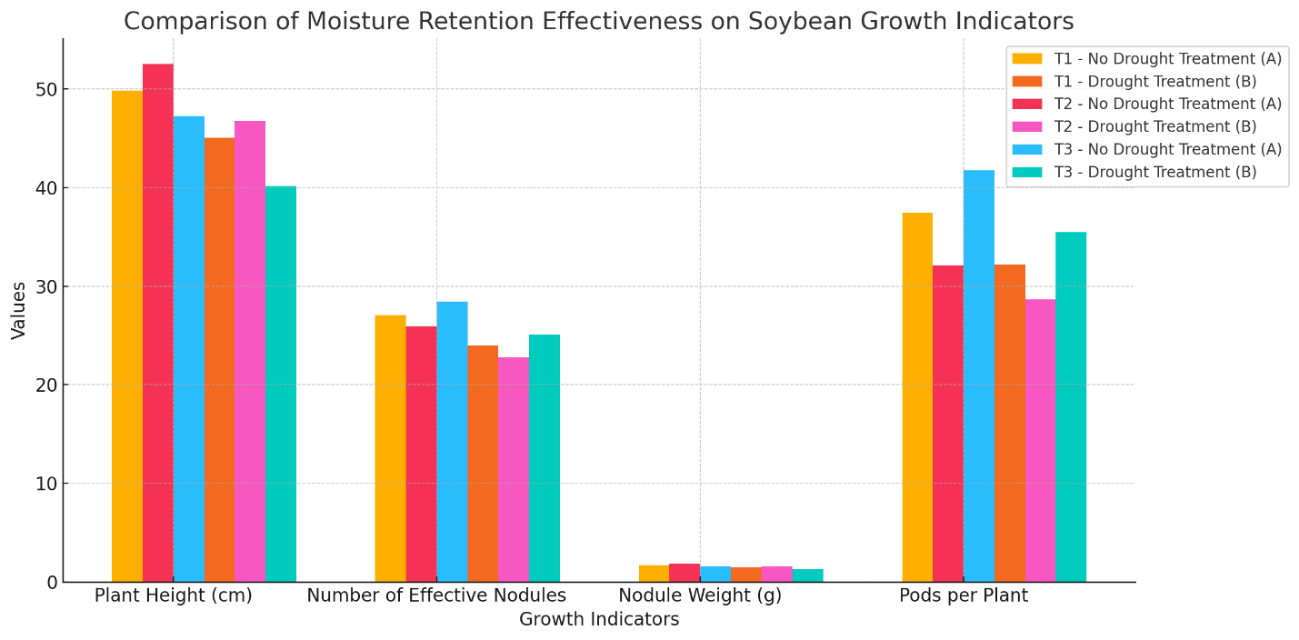 Comparison of Moisture Retention Effectiveness on Soybean Growth Indicators
T1 - No Drought Treatment (A)
T1 - Drought Treatment (B)
T2 - No Drought Treatment (A)
T2 - Drought Treatment (B)
T3 - No Drought Treatment (A)
T3 - Drought Treatment (B)
Values
50
40
30
20
10
0
Plant Height (cm)
Number of Effective Nodules
Nodule Weight (g)
Pods per Plant
Growth Indicators